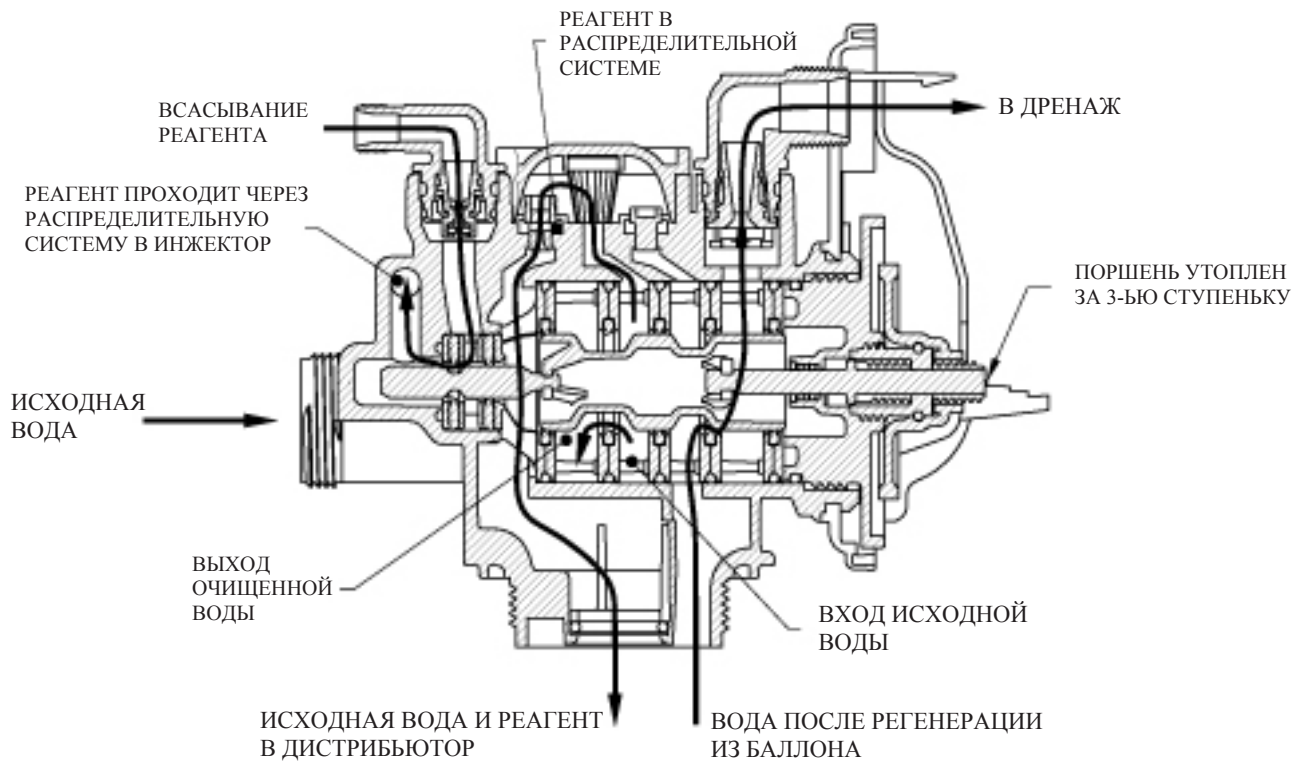 РЕАГЕНТ В
РАСПРЕДЕЛИТЕЛЬНОЙ
СИСТЕМЕ
ВСАСЫВАНИЕ
РЕАГЕНТА
В ДРЕНАЖ
РЕАГЕНТ ПРОХОДИТ ЧЕРЕЗ
РАСПРЕДЕЛИТЕЛЬНУЮ
СИСТЕМУ В ИНЖЕКТОР
ПОРШЕНЬ УТОПЛЕН
ЗА 3-ЬЮ СТУПЕНЬКУ
ИСХОДНАЯ
ВОДА
ВЫХОД
ОЧИЩЕННОЙ
ВОДЫ
ВХОД ИСХОДНОЙ
ВОДЫ
ИСХОДНАЯ ВОДА И РЕАГЕНТ
В ДИСТРИБЬЮТОР
ВОДА ПОСЛЕ РЕГЕНЕРАЦИИ
ИЗ БАЛЛОНА